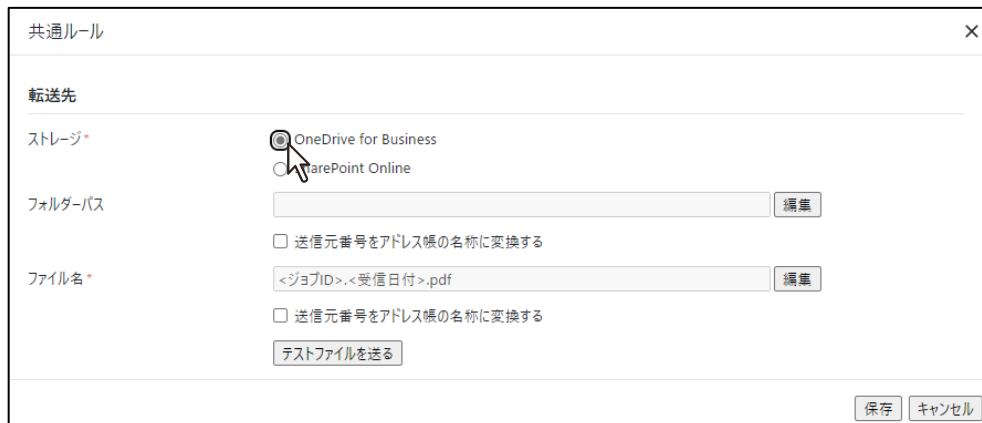 共通ルール ×
転送先
ストレージ* OneDrive for Business
SharePoint Online
フォルダーパス 編集
送信元番号をアドレス帳の名称に変換する
ファイル名* <ジョブID>.<受信日付>.pdf 編集
送信元番号をアドレス帳の名称に変換する
テストファイルを送る
保存 キャンセル